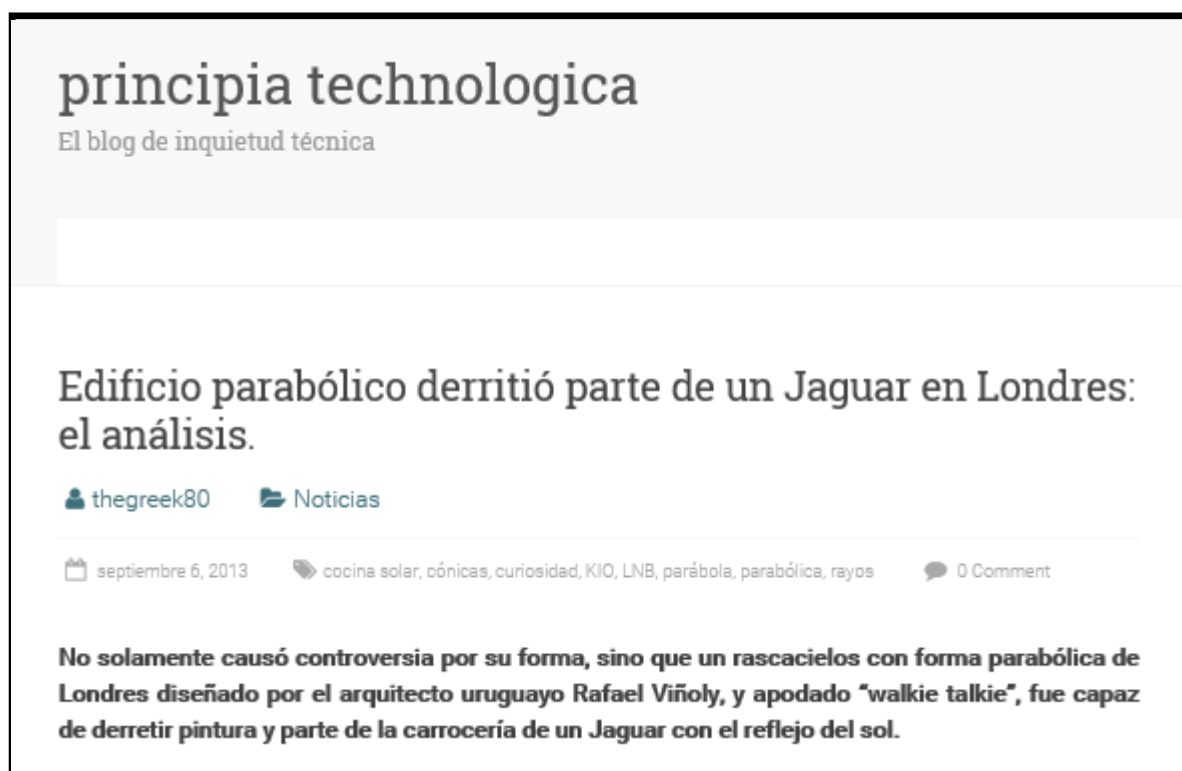 principia technologica
El blog de inquietud técnica
Edificio parabólico derritió parte de un Jaguar en Londres:
el análisis.
thegreek80 Noticias
septiembre 6, 2013 cocina solar, cónicas, curiosidad, KIO, LNB, parábola, parabólica, rayos 0 Comment
No solamente causó controversia por su forma, sino que un rascacielos con forma parabólica de
Londres diseñado por el arquitecto uruguayo Rafael Viñoly, y apodado “walkie talkie”, fue capaz
de derretir pintura y parte de la carrocería de un Jaguar con el reflejo del sol.